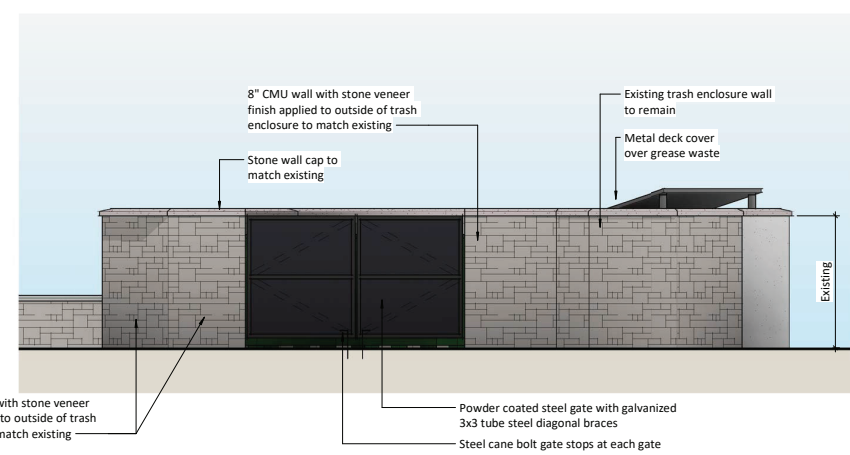 8" CMU wall with stone veneer
finish applied to outside of trash
enclosure to match existing
Stone wall cap to
match existing
Existing trash enclosure wall
to remain
Metal deck cover
over grease waste
Existing
with stone veneer
to outside of trash
match existing
Powder coated steel gate with galvanized
3x3 tube steel diagonal braces
Steel cane bolt gate stops at each gate